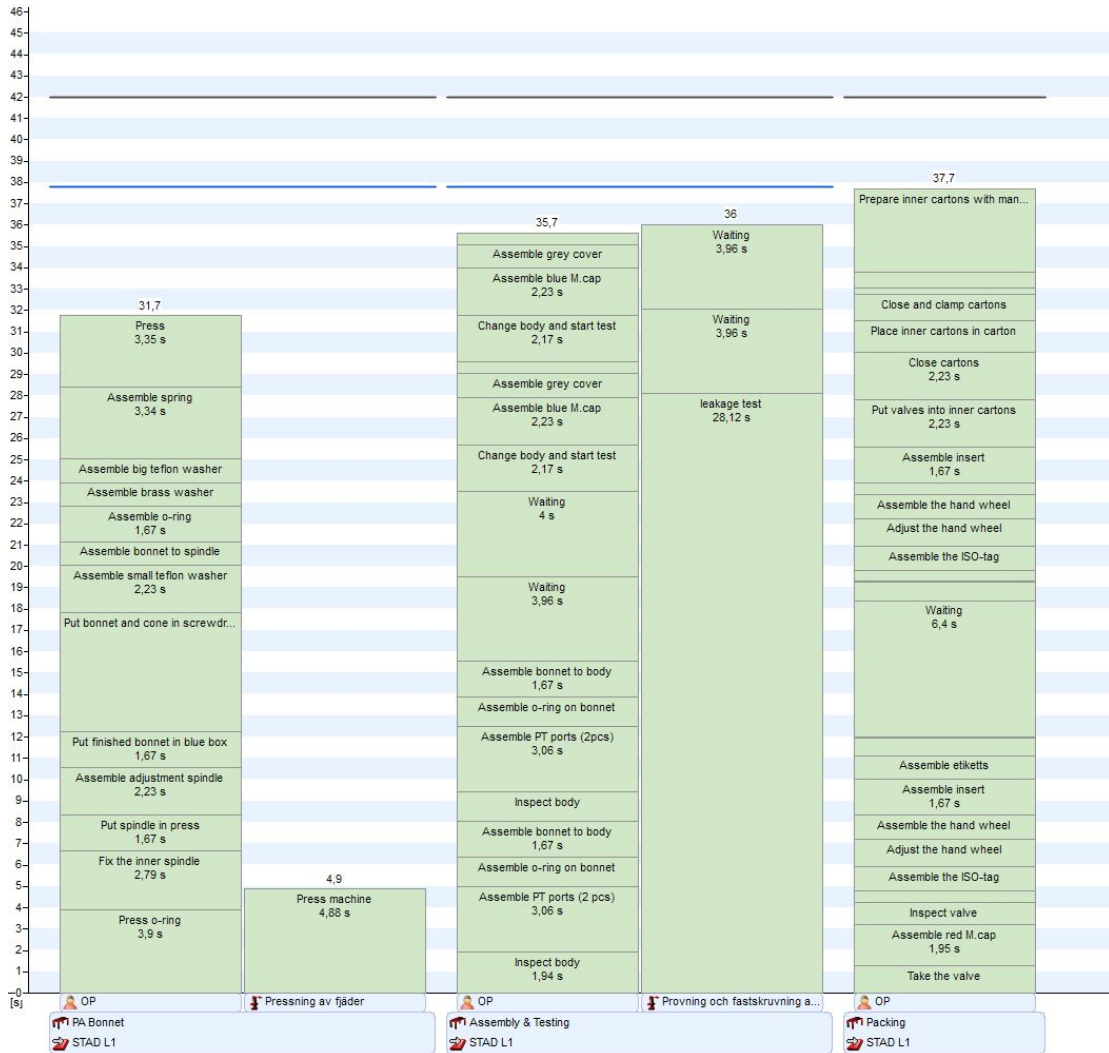 46
45
44
43
42
41
40
39
38
37
36
35
34
33
32
31
30
29
28
27
26
25
24
23
22
21
20
19
18
17
16
15
14
13
12
11
10
9
8
7
6
5
4
3
2
1
0
[s]
31,7
Press
3,35 s
Assemble spring
3,34 s
Assemble big teflon washer
Assemble brass washer
Assemble o-ring
1,67 s
Assemble bonnet to spindle
Assemble small teflon washer
2,23 s
Put bonnet and cone in screwdr...
Put finished bonnet in blue box
1,67 s
Assemble adjustment spindle
2,23 s
Put spindle in press
1,67 s
Fix the inner spindle
2,79 s
Press o-ring
3,9 s
OP
4,9
Press machine
4,88 s
Pressning av fjäder
PA Bonnet
STAD L1
35,7
Assemble grey cover
Assemble blue M.cap
2,23 s
Change body and start test
2,17 s
Assemble grey cover
Assemble blue M.cap
2,23 s
Change body and start test
2,17 s
Waiting
4 s
Waiting
3,96 s
Assemble bonnet to body
1,67 s
Assemble o-ring on bonnet
Assemble PT ports (2pcs)
3,06 s
Inspect body
Assemble bonnet to body
1,67 s
Assemble o-ring on bonnet
Assemble PT ports (2 pcs)
3,06 s
Inspect body
1,94 s
OP
36
Waiting
3,96 s
Waiting
3,96 s
leakage test
28,12 s
Provning och fastskruvning a...
Assembly & Testing
STAD L1
37,7
Prepare inner cartons with man...
Close and clamp cartons
Place inner cartons in carton
Close cartons
2,23 s
Put valves into inner cartons
2,23 s
Assemble insert
1,67 s
Assemble the hand wheel
Adjust the hand wheel
Assemble the ISO-tag
Waiting
6,4 s
Assemble etiketts
Assemble insert
1,67 s
Assemble the hand wheel
Adjust the hand wheel
Assemble the ISO-tag
Inspect valve
Assemble red M.cap
1,95 s
Take the valve
OP
Packing
STAD L1